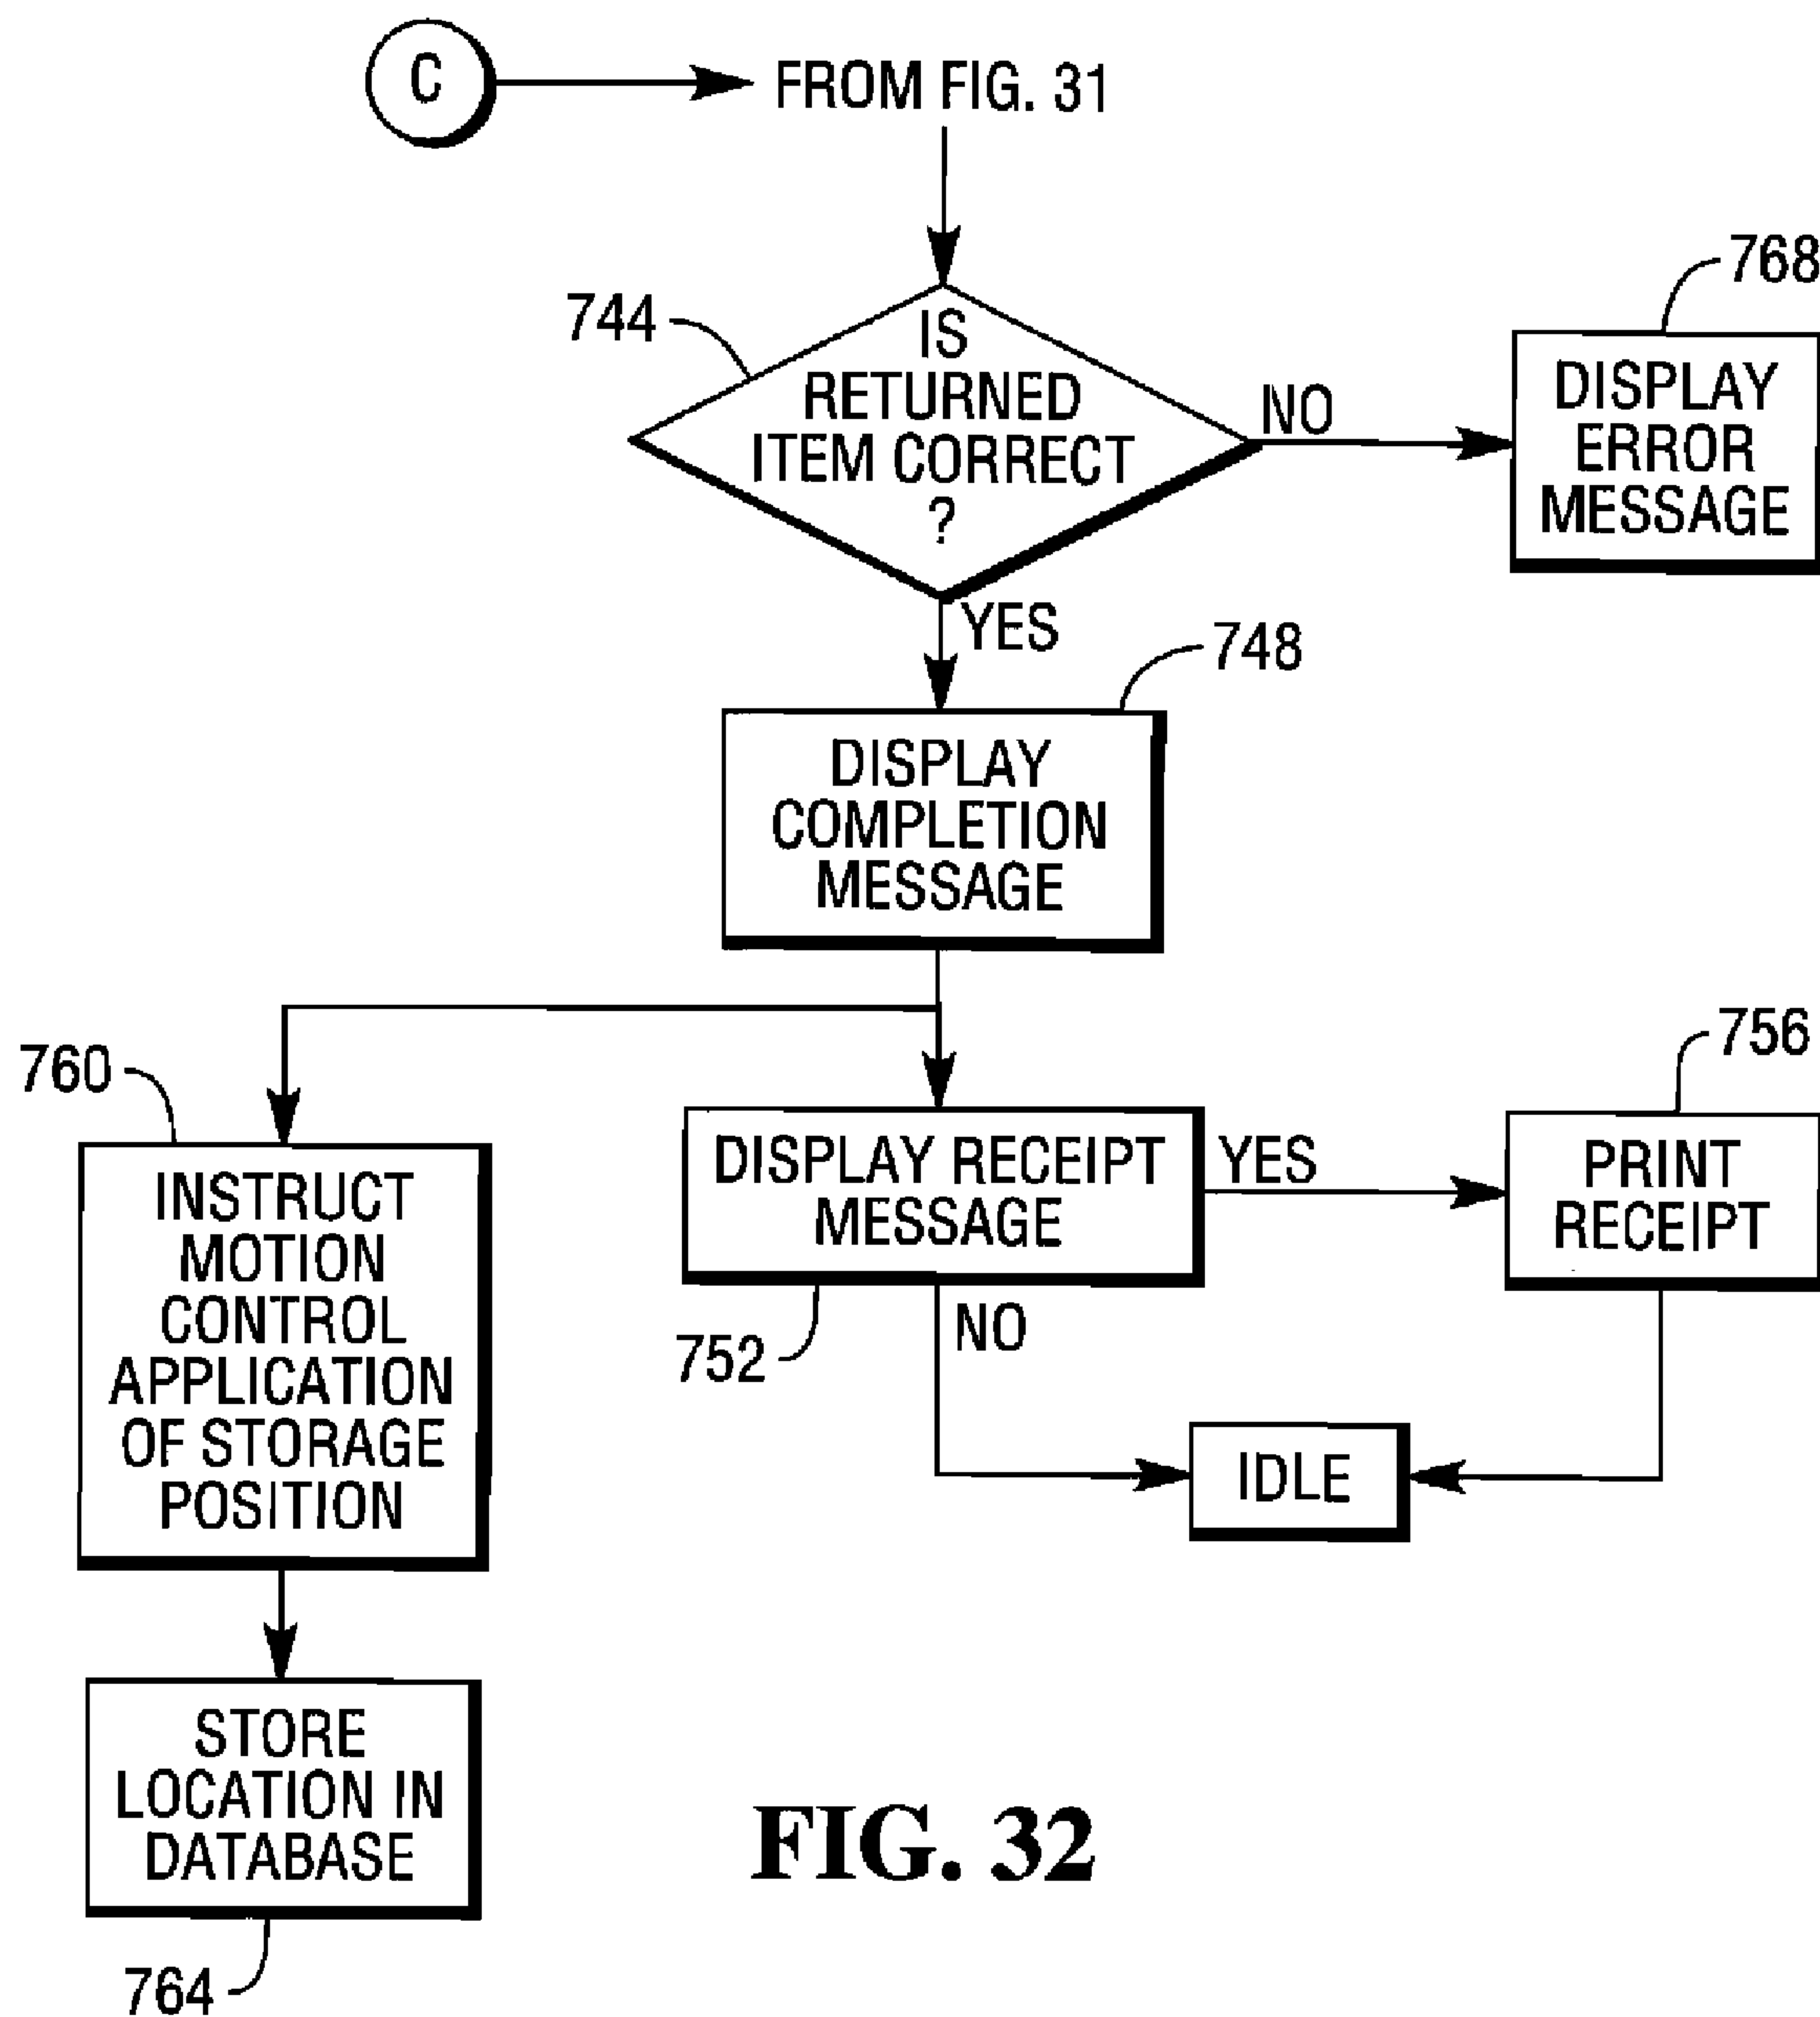 C
FROM FIG. 31
768
744
IS
RETURNED
ITEM CORRECT
?
NO
DISPLAY
ERROR
MESSAGE
YES
748
DISPLAY
COMPLETION
MESSAGE
760
756
INSTRUCT
MOTION
CONTROL
APPLICATION
OF STORAGE
POSITION
DISPLAY RECEIPT
MESSAGE
YES
PRINT
RECEIPT
752
NO
IDLE
STORE
LOCATION IN
DATABASE
764
FIG. 32